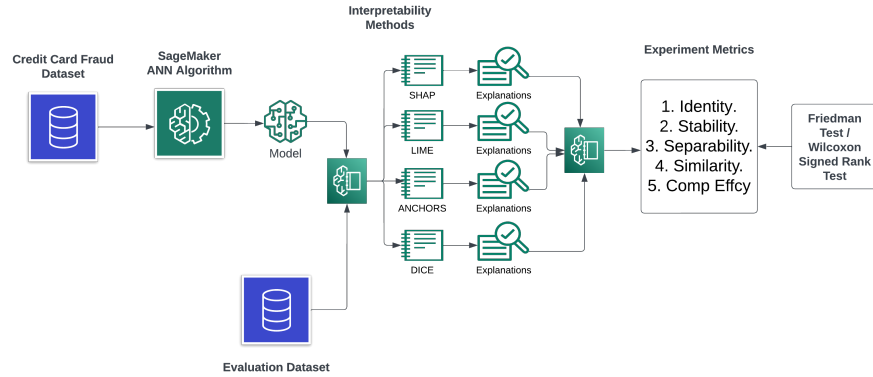 Interpretability
Methods
Credit Card Fraud
Dataset
SageMaker
ANN Algorithm
Experiment Metrics
SHAP
Explanations
1. Identity.
2. Stability.
3. Separability.
4. Similarity.
5. Comp Effcy
Friedman
Test /
Wilcoxon
Signed Rank
Test
Model
LIME
Explanations
ANCHORS
Explanations
DICE
Explanations
Evaluation Dataset